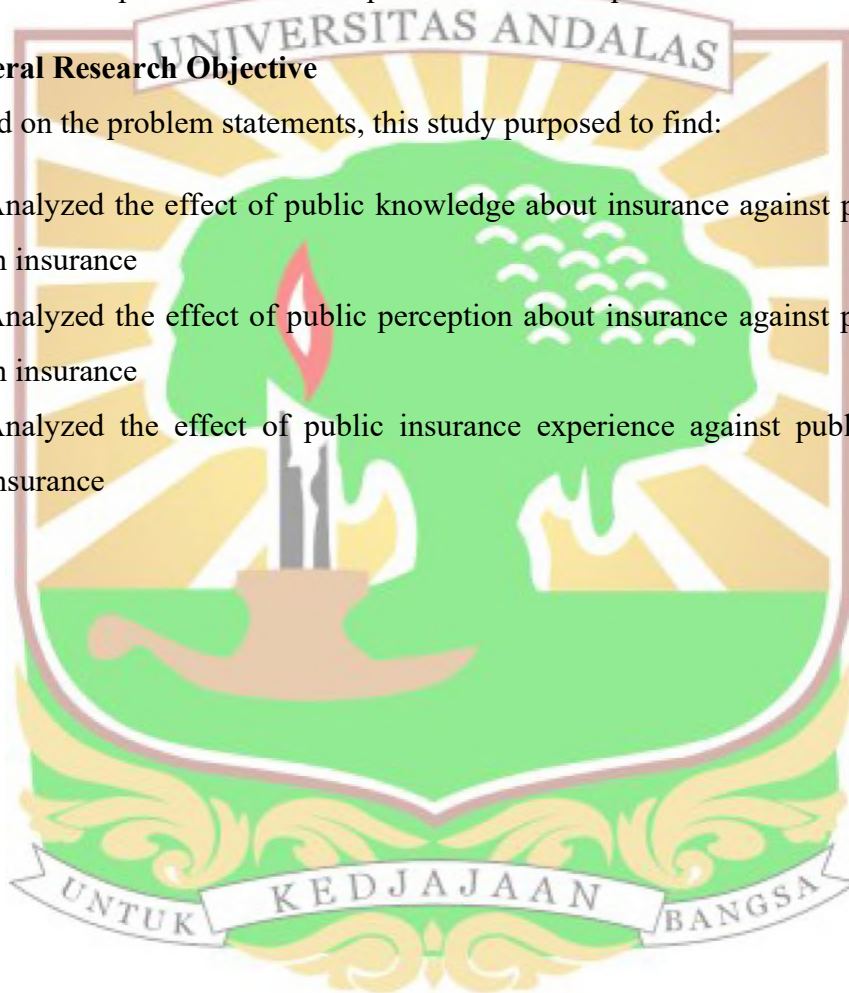 UNIVERSITAS ANDALAS
eral Research Objective
d on the problem statements, this study purposed to find:
Analyzed the effect of public knowledge about insurance against p
n insurance
Analyzed the effect of public perception about insurance against p
n insurance
Analyzed the effect of public insurance experience against publ
nsurance
UNTUK KEDJAJAAN BANGSA